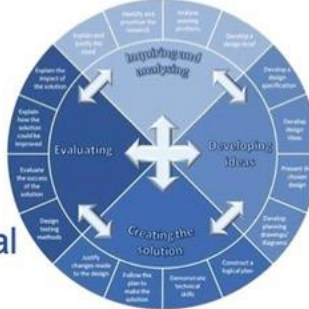 Explain and
justify the
need
Identify and
prioritise the
research
Analyse
existing
products
Develop a
design brief
Inquiring and
analysing
Explain the
impact of
the solution
Develop a
design
specification
Explain
how the
solution
could be
improved
Develop
design
ideas
Evaluating
Developing
ideas
Evaluate
the success
of the
solution
Present the
chosen
design
Design
testing
methods
Develop
planning
drawings/
diagrams
al
Creating the
solution
Justify
changes made
to the design
Follow the
plan to
make the
solution
Demonstrate
technical
skills
Construct a
logical plan